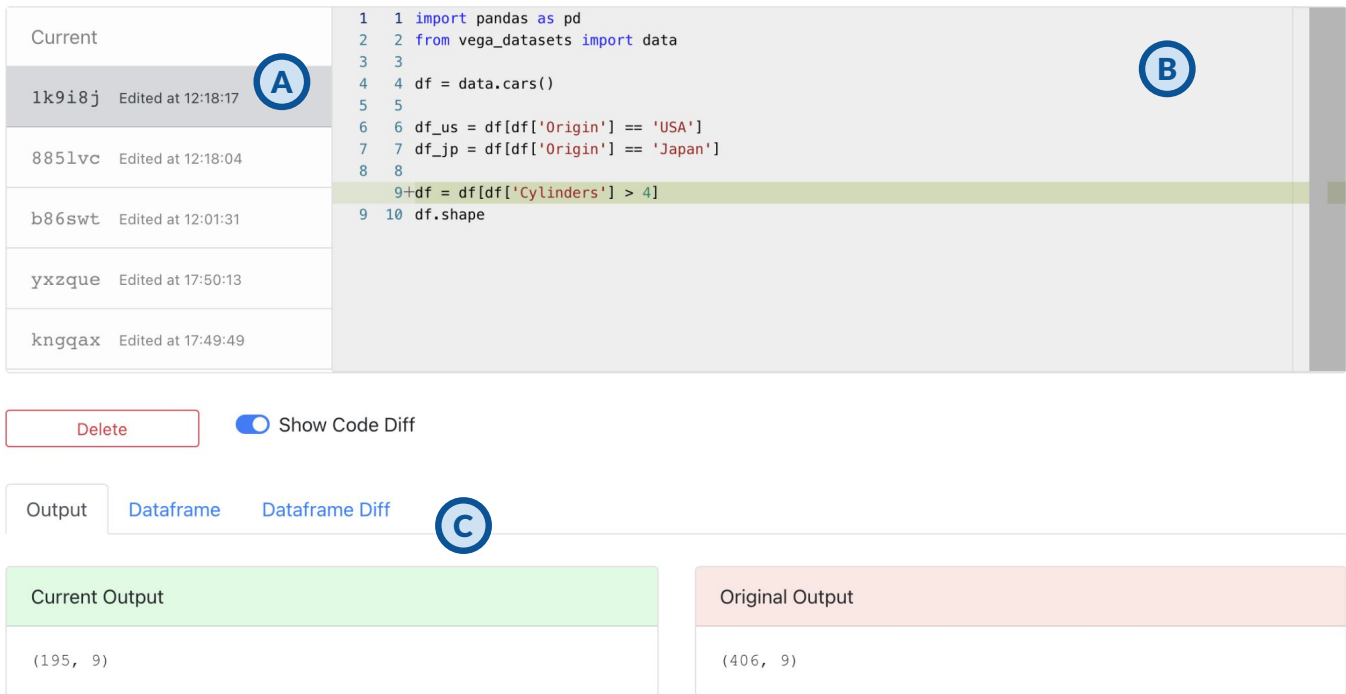 Current
A
1k9i8j Edited at 12:18:17
885lvc Edited at 12:18:04
b86swt Edited at 12:01:31
yxzque Edited at 17:50:13
kngqax Edited at 17:49:49
1 1 import pandas as pd
2 2 from vega_datasets import data
3 3
4 4 df = data.cars()
5 5
6 6 df_us = df[df['Origin'] == 'USA']
7 7 df_jp = df[df['Origin'] == 'Japan']
8 8
9+df = df[df['Cylinders'] > 4]
9 10 df.shape
B
Delete
Show Code Diff
Output Dataframe Dataframe Diff
C
Current Output
(195, 9)
Original Output
(406, 9)